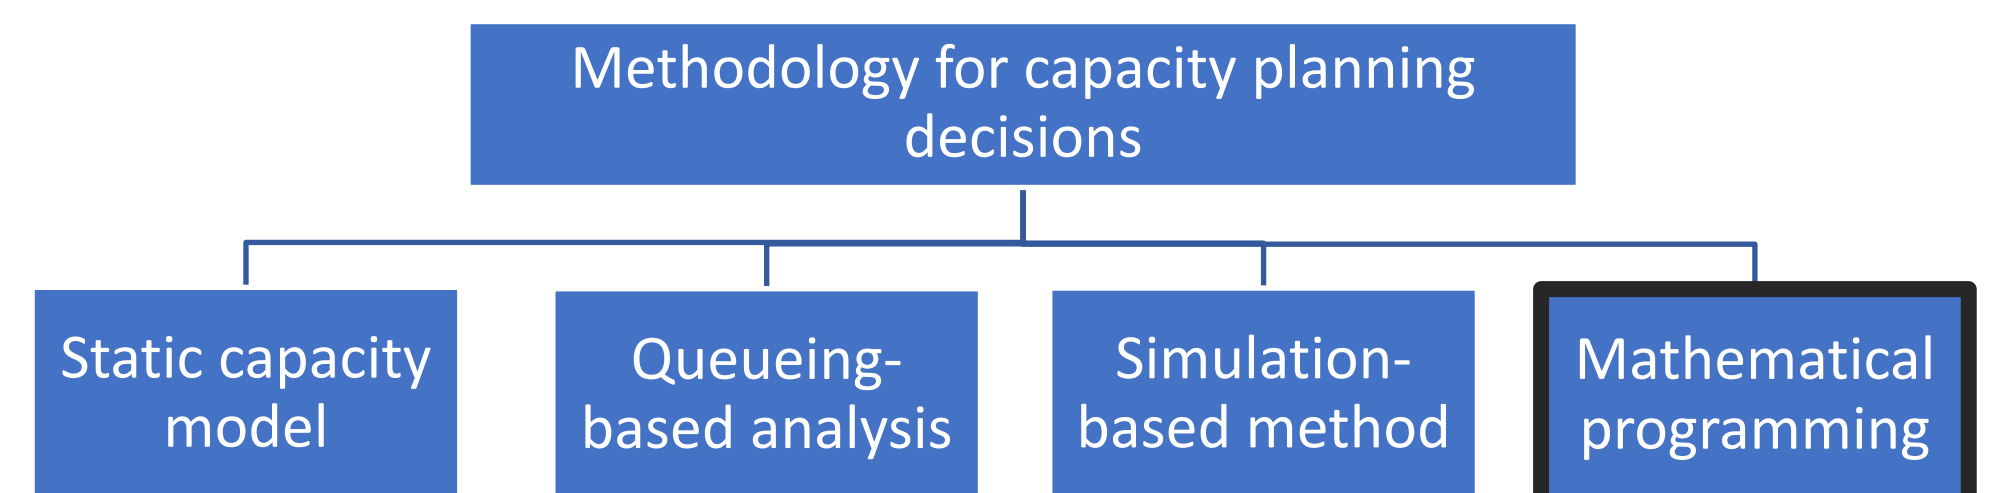 Methodology for capacity planning
decisions
Static capacity
model
Queueing-
based analysis
Simulation-
based method
Mathematical
programming